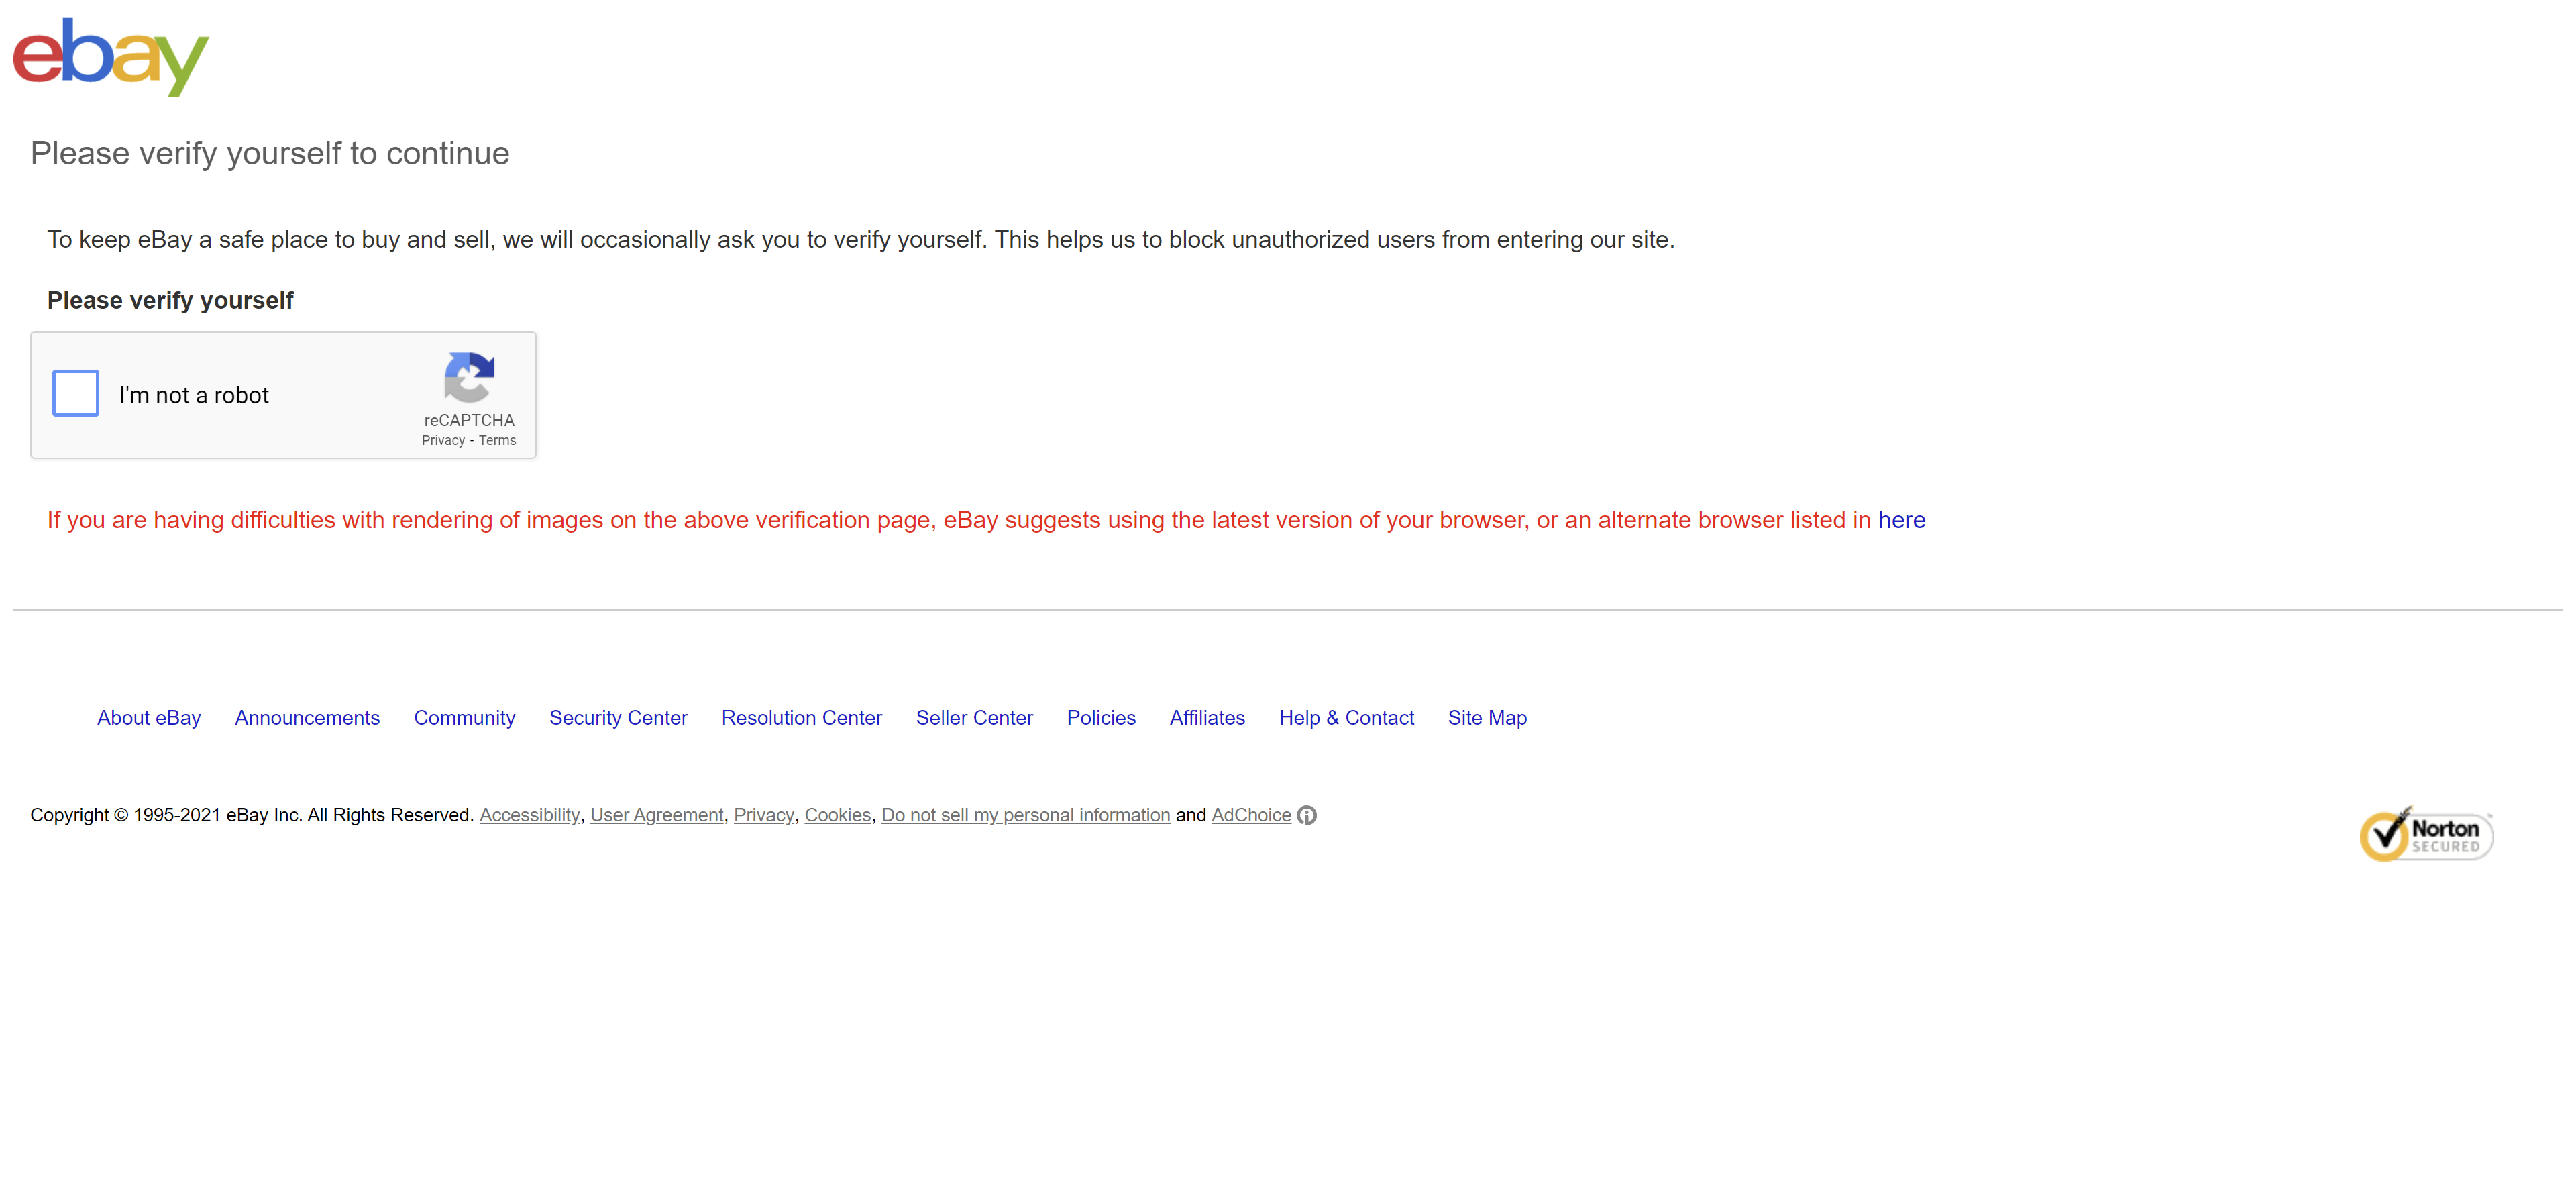 ebay
Please verify yourself to continue
To keep eBay a safe place to buy and sell, we will occasionally ask you to verify yourself. This helps us to block unauthorized users from entering our site.
Please verify yourself
I'm not a robot
reCAPTCHA
Privacy - Terms
If you are having difficulties with rendering of images on the above verification page, eBay suggests using the latest version of your browser, or an alternate browser listed in here
About eBay Announcements Community Security Center Resolution Center Seller Center Policies Affiliates Help & Contact Site Map
Copyright © 1995-2021 eBay Inc. All Rights Reserved. Accessibility, User Agreement, Privacy, Cookies, Do not sell my personal information and AdChoice
Norton
SECURED